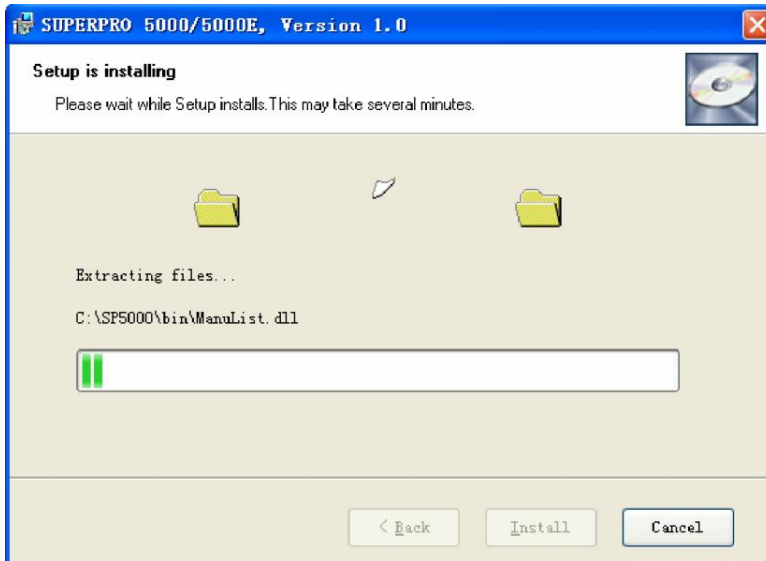 SUPERPRO 5000/5000E, Version 1.0
Setup is installing
Please wait while Setup installs.This may take several minutes.
Extracting files...
C:\SP5000\bin\ManuList.dll
< Back
Install
Cancel